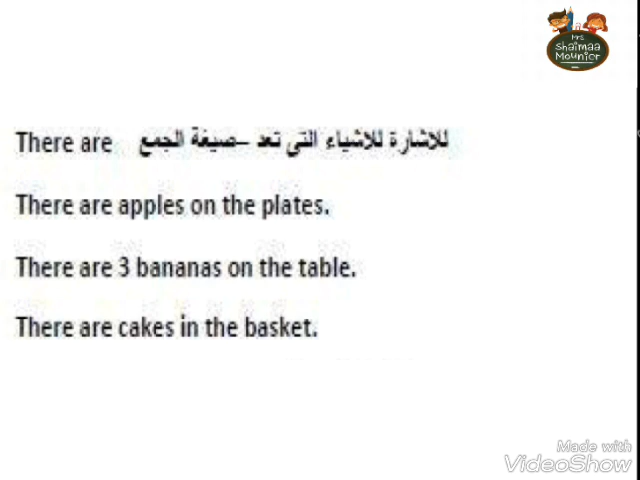 Mrs
Shaimaa
Mounier
There are للاشارة للاشياء التى تعد – صيغة الجمع
There are apples on the plates.
There are 3 bananas on the table.
There are cakes in the basket.
Made with
VideoShow